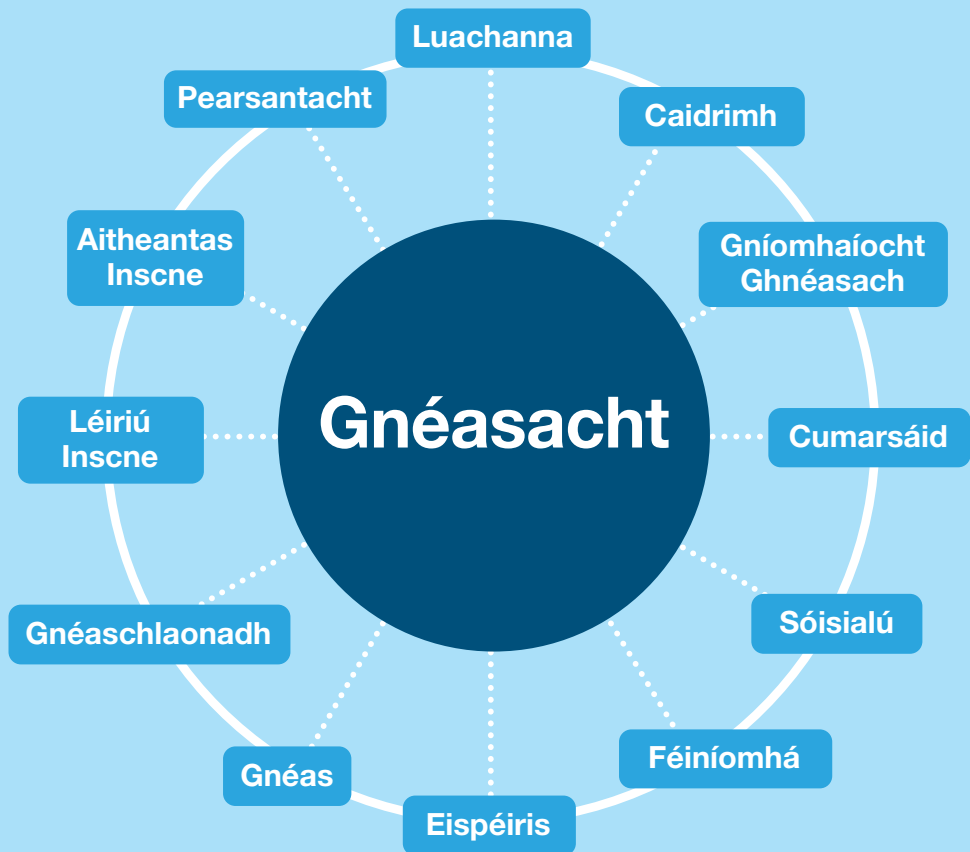 Luachanna
Pearsantacht
Caidrimh
Aitheantas
Inscne
Gníomhaíocht
Ghnéasach
Gnéasacht
Léiriú
Inscne
Cumarsáid
Gnéaschlaonadh
Sóisialú
Gnéas
Féiníomhá
Eispéiris